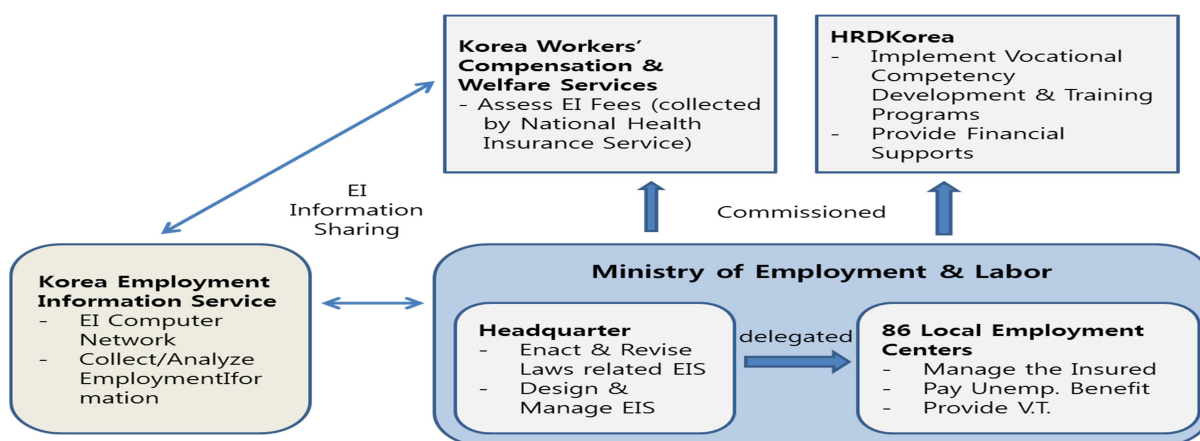 Korea Workers’
Compensation &
Welfare Services
- Assess EI Fees (collected
by National Health
Insurance Service)
HRDKorea
- Implement Vocational
Competency
Development & Training
Programs
- Provide Financial
Supports
EI
Information
Sharing
Commissioned
Korea Employment
Information Service
- EI Computer
Network
- Collect/Analyze
EmploymentIfor
mation
Ministry of Employment & Labor
Headquarter
- Enact & Revise
Laws related EIS
- Design &
Manage EIS
delegated
86 Local Employment
Centers
- Manage the Insured
- Pay Unemp. Benefit
- Provide V.T.